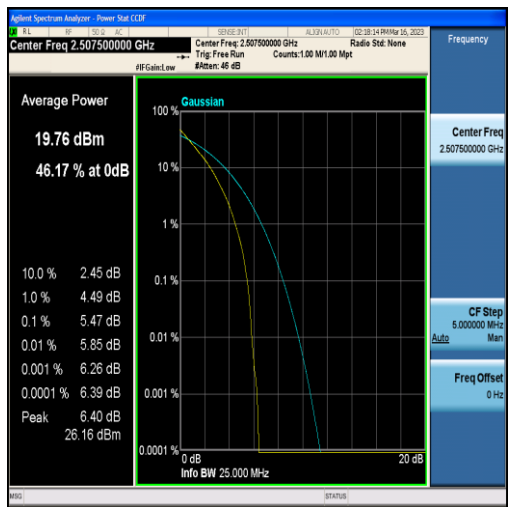 Agilent Spectrum Analyzer - Power Stat CCDF
RL RF 50 Ω AC SENSE:INT ALIGN AUTO 02:18:14 PM Mar 16, 2023
Center Freq 2.507500000 GHz
Center Freq: 2.507500000 GHz Radio Std: None
Trig: Free Run Counts:1.00 M/1.00 Mpt
#IFGain:Low #Atten: 46 dB
Frequency
Average Power
19.76 dBm
46.17 % at 0dB
10.0 % 2.45 dB
1.0 % 4.49 dB
0.1 % 5.47 dB
0.01 % 5.85 dB
0.001 % 6.26 dB
0.0001 % 6.39 dB
Peak 6.40 dB
26.16 dBm
Gaussian
100 %
10 %
1 %
0.1 %
0.01 %
0.001 %
0.0001 %
0 dB 20 dB
Info BW 25.000 MHz
Center Freq
2.507500000 GHz
CF Step
5.000000 MHz
Auto Man
Freq Offset
0 Hz
MSG STATUS